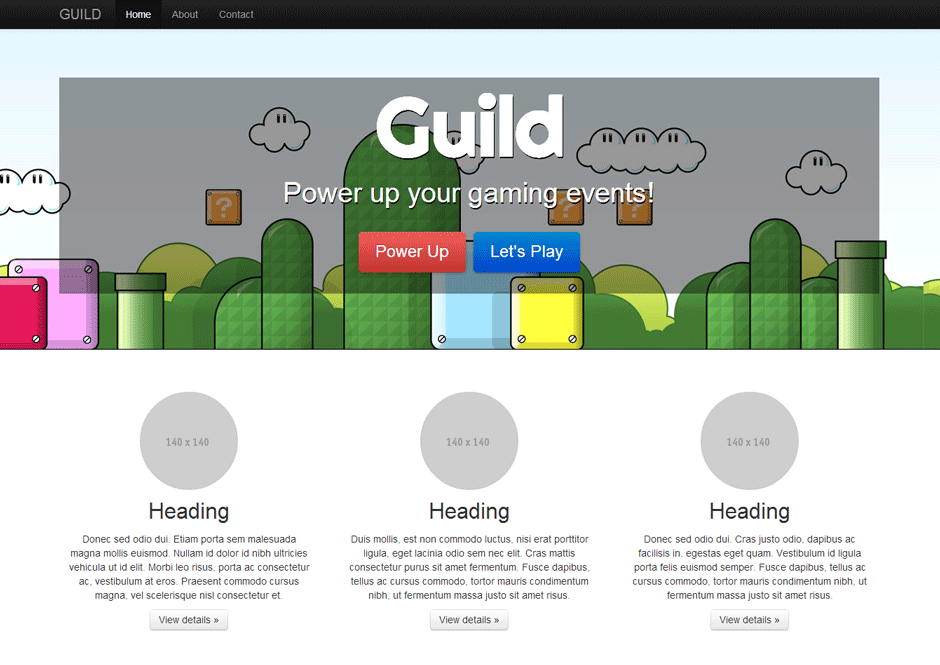 GUILD Home About Contact
Guild
? Power up your gaming events! ? ?
Power Up Let's Play
140 x 140 140 x 140 140 x 140
Heading Heading Heading
Donec sed odio dui. Etiam porta sem malesuada
magna mollis euismod. Nullam id dolor id nibh ultricies
vehicula ut id elit. Morbi leo risus, porta ac consectetur
ac, vestibulum at eros. Praesent commodo cursus
magna, vel scelerisque nisl consectetur et.
View details »
Duis mollis, est non commodo luctus, nisi erat porttitor
ligula, eget lacinia odio sem nec elit. Cras mattis
consectetur purus sit amet fermentum. Fusce dapibus,
tellus ac cursus commodo, tortor mauris condimentum
nibh, ut fermentum massa justo sit amet risus.
View details »
Donec sed odio dui. Cras justo odio, dapibus ac
facilisis in, egestas eget quam. Vestibulum id ligula
porta felis euismod semper. Fusce dapibus, tellus ac
cursus commodo, tortor mauris condimentum nibh, ut
fermentum massa justo sit amet risus.
View details »